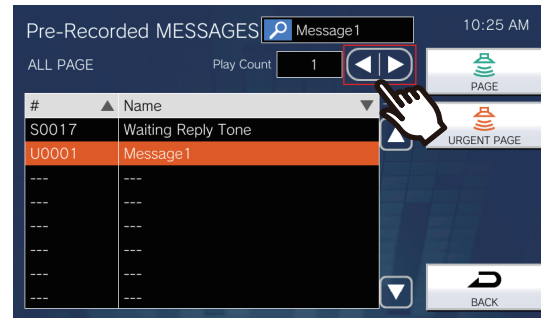 Pre-Recorded MESSAGES Message1 10:25 AM
ALL PAGE Play Count 1
PAGE
# Name
S0017 Waiting Reply Tone
URGENT PAGE
U0001 Message1
--- ---
--- ---
--- ---
--- ---
--- ---
--- ---
BACK